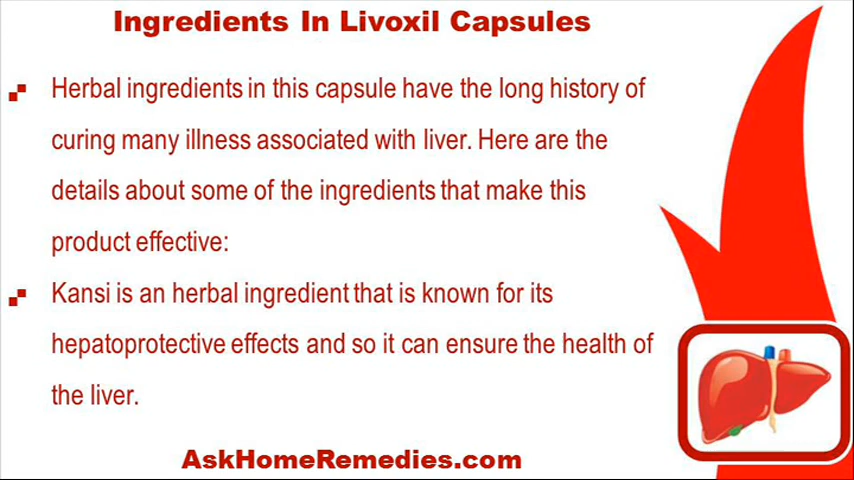 Ingredients In Livoxil Capsules
Herbal ingredients in this capsule have the long history of
curing many illness associated with liver. Here are the
details about some of the ingredients that make this
product effective:
Kansi is an herbal ingredient that is known for its
hepatoprotective effects and so it can ensure the health of
the liver.
AskHomeRemedies.com